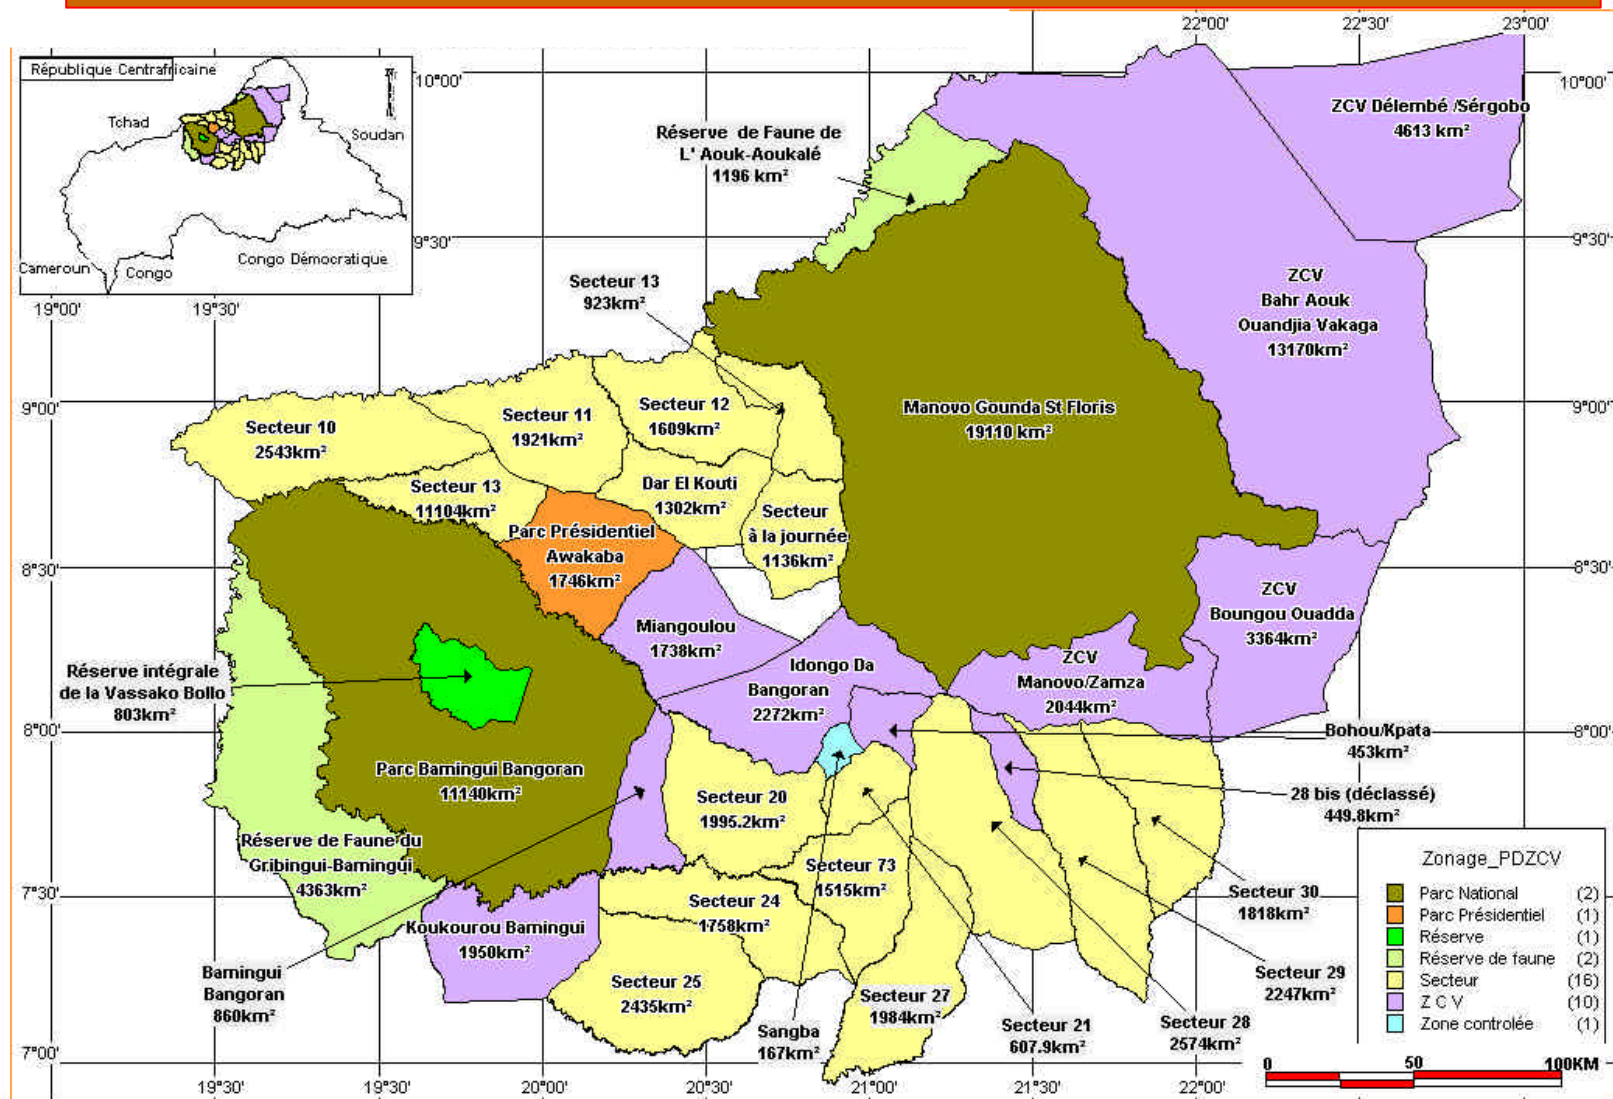 22°00'
22°30'
23°00'
République Centrafricaine
Tchad
Soudan
Cameroun
Congo
Congo Démocratique
10°00'
10°00'
ZCV Délembé /Sérgobo
4613 km²
Réserve de Faune de
L' Aouk-Aoukalé
1196 km²
9°30'
9°30'
19°00'
19°30'
Secteur 13
923km²
ZCV
Bahr Aouk
Ouandjia Vakaga
13170km²
9°00'
9°00'
Secteur 10
2543km²
Secteur 11
1921km²
Secteur 12
1609km²
Manovo Gounda St Floris
19110 km²
Secteur 13
11104km²
Dar El Kouti
1302km²
Secteur
à la journée
1136km²
Parc Présidentiel
Awakaba
1746km²
8°30'
8°30'
ZCV
Boungou Ouadda
3364km²
Miangoulou
1738km²
Idongo Da
Bangoran
2272km²
ZCV
Manovo/Zamza
2044km²
Réserve intégrale
de la Vassako Bollo
803km²
8°00'
8°00'
Bohou/Kpata
453km²
Parc Bamingui Bangoran
11140km²
Secteur 20
1995.2km²
28 bis (déclassé)
449.8km²
Réserve de Faune du
Gribingui-Bamingui
4363km²
Secteur 73
1515km²
Secteur 30
1818km²
7°30'
7°30'
Secteur 24
1758km²
Koukourou Bamingui
1950km²
Bamingui
Bangoran
860km²
Secteur 25
2435km²
Secteur 27
1984km²
Secteur 29
2247km²
Sangba
167km²
Secteur 21
607.9km²
Secteur 28
2574km²
7°00'
Zonage_PDZCV
Parc National (2)
Parc Présidentiel (1)
Réserve (1)
Réserve de faune (2)
Secteur (16)
Z C V (10)
Zone controlée (1)
0 50 100KM
19°30'
19°30'
20°00'
20°30'
21°00'
21°30'
22°00'